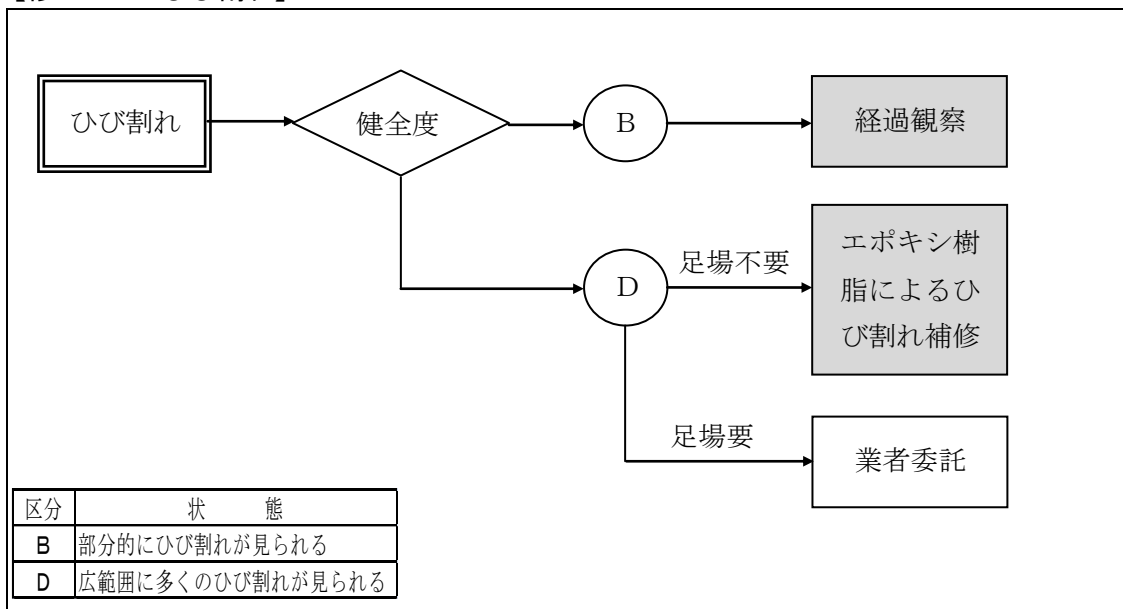 ひび割れ
健全度
B
経過観察
D
足場不要
エポキシ樹
脂によるひ
び割れ補修
足場要
業者委託
区分 状 態
B 部分的にひび割れが見られる
D 広範囲に多くのひび割れが見られる